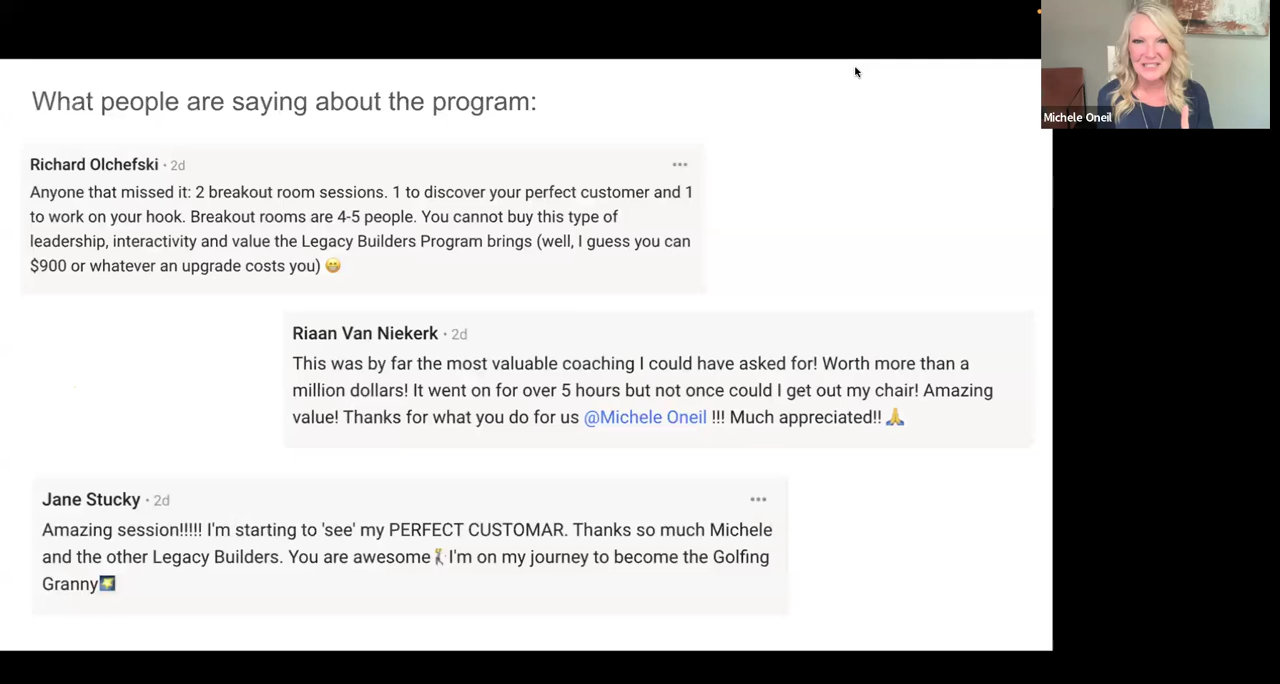 What people are saying about the program:
Michele Oneil
Richard Olchefski · 2d
Anyone that missed it: 2 breakout room sessions. 1 to discover your perfect customer and 1
to work on your hook. Breakout rooms are 4-5 people. You cannot buy this type of
leadership, interactivity and value the Legacy Builders Program brings (well, I guess you can
$900 or whatever an upgrade costs you) 😁
Riaan Van Niekerk · 2d
This was by far the most valuable coaching I could have asked for! Worth more than a
million dollars! It went on for over 5 hours but not once could I get out my chair! Amazing
value! Thanks for what you do for us @Michele Oneil !!! Much appreciated!! 🙏
Jane Stucky · 2d
Amazing session!!!!! I'm starting to 'see' my PERFECT CUSTOMAR. Thanks so much Michele
and the other Legacy Builders. You are awesome I'm on my journey to become the Golfing
Granny